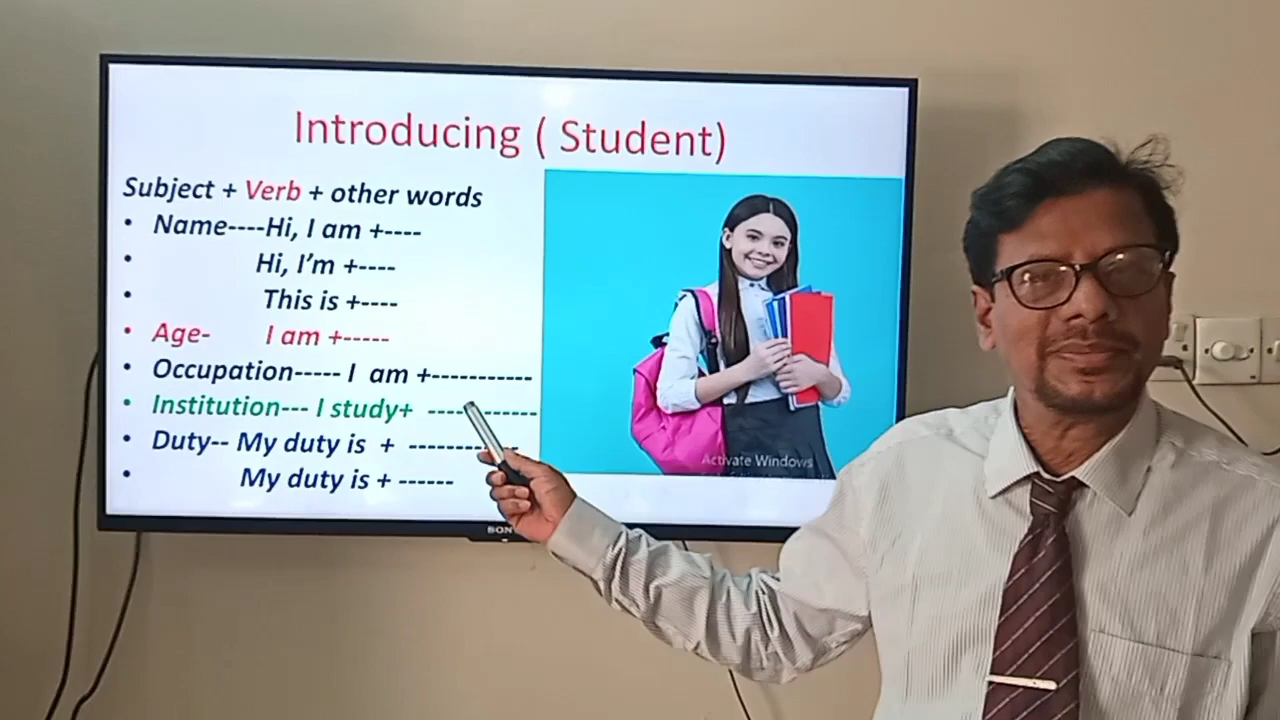 Introducing ( Student)
Subject + Verb + other words
• Name----Hi, I am +----
• Hi, I’m +----
• This is +----
• Age- I am +-----
• Occupation----- I am +-----------
• Institution--- I study+ ------------
• Duty-- My duty is + -----------
• My duty is + ------
Activate Windows
SONY